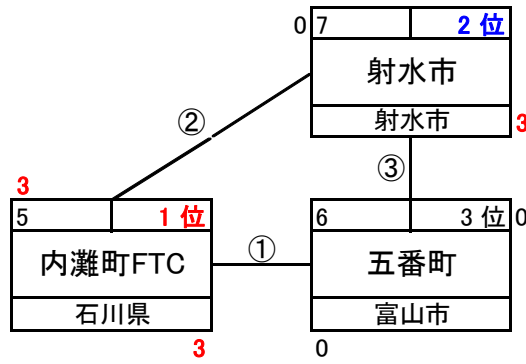 0 7 2 位
射水市
射水市 3
②
③
3
5 1 位
内灘町FTC
石川県
3
①
6 3 位 0
五番町
富山市
0